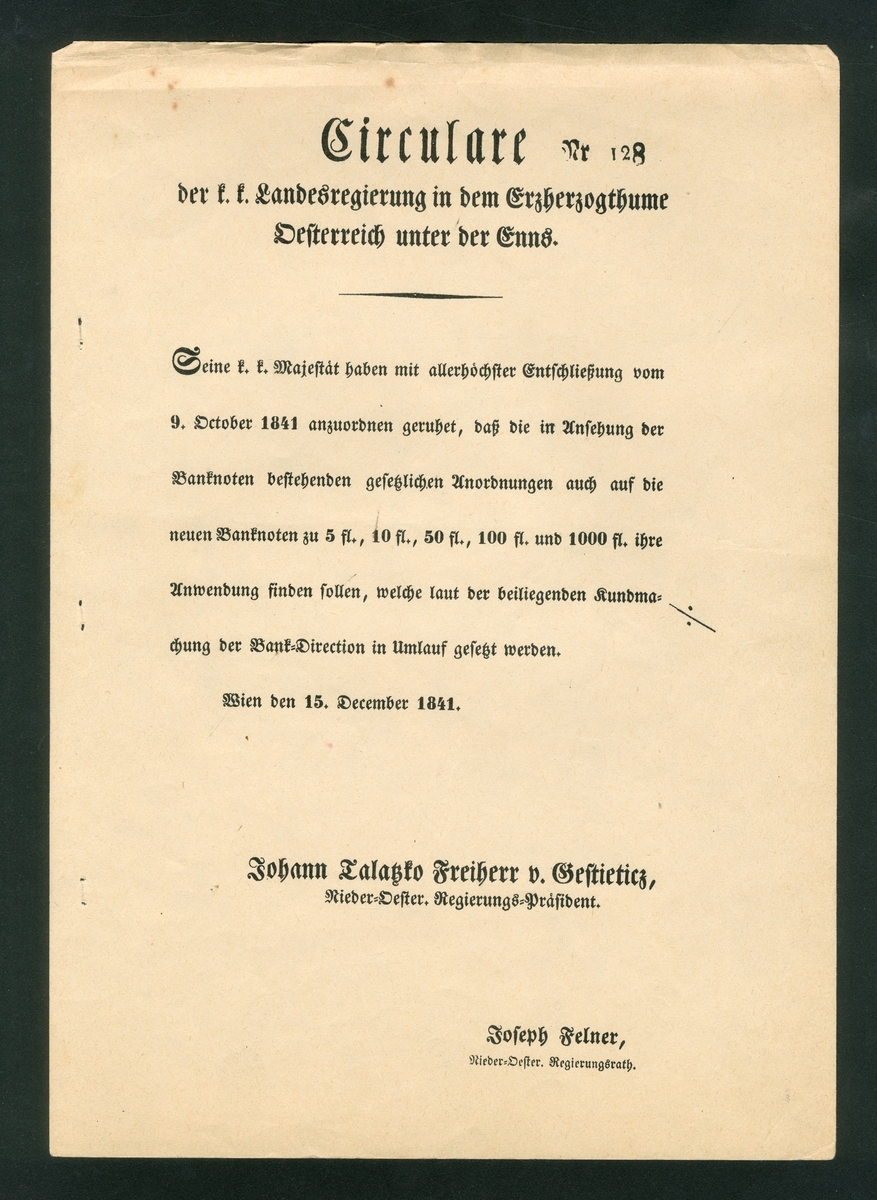 Circulare Nr 128
der k. k. Landesregierung in dem Erzherzogthume
Oesterreich unter der Enns.
Seine k. k. Majestät haben mit allerhöchster Entschließung vom
9. October 1841 anzuordnen geruhet, daß die in Ansehung der
Banknoten bestehenden gesetzlichen Anordnungen auch auf die
neuen Banknoten zu 5 fl., 10 fl., 50 fl., 100 fl. und 1000 fl. ihre
Anwendung finden sollen, welche laut der beiliegenden Kundma-
chung der Bank-Direction in Umlauf gesetzt werden.
Wien den 15. December 1841.
Johann Talatzko Freiherr v. Gestieticz,
Nieder-Oester. Regierungs-Präsident.
Joseph Felner,
Nieder-Oester. Regierungsrath.